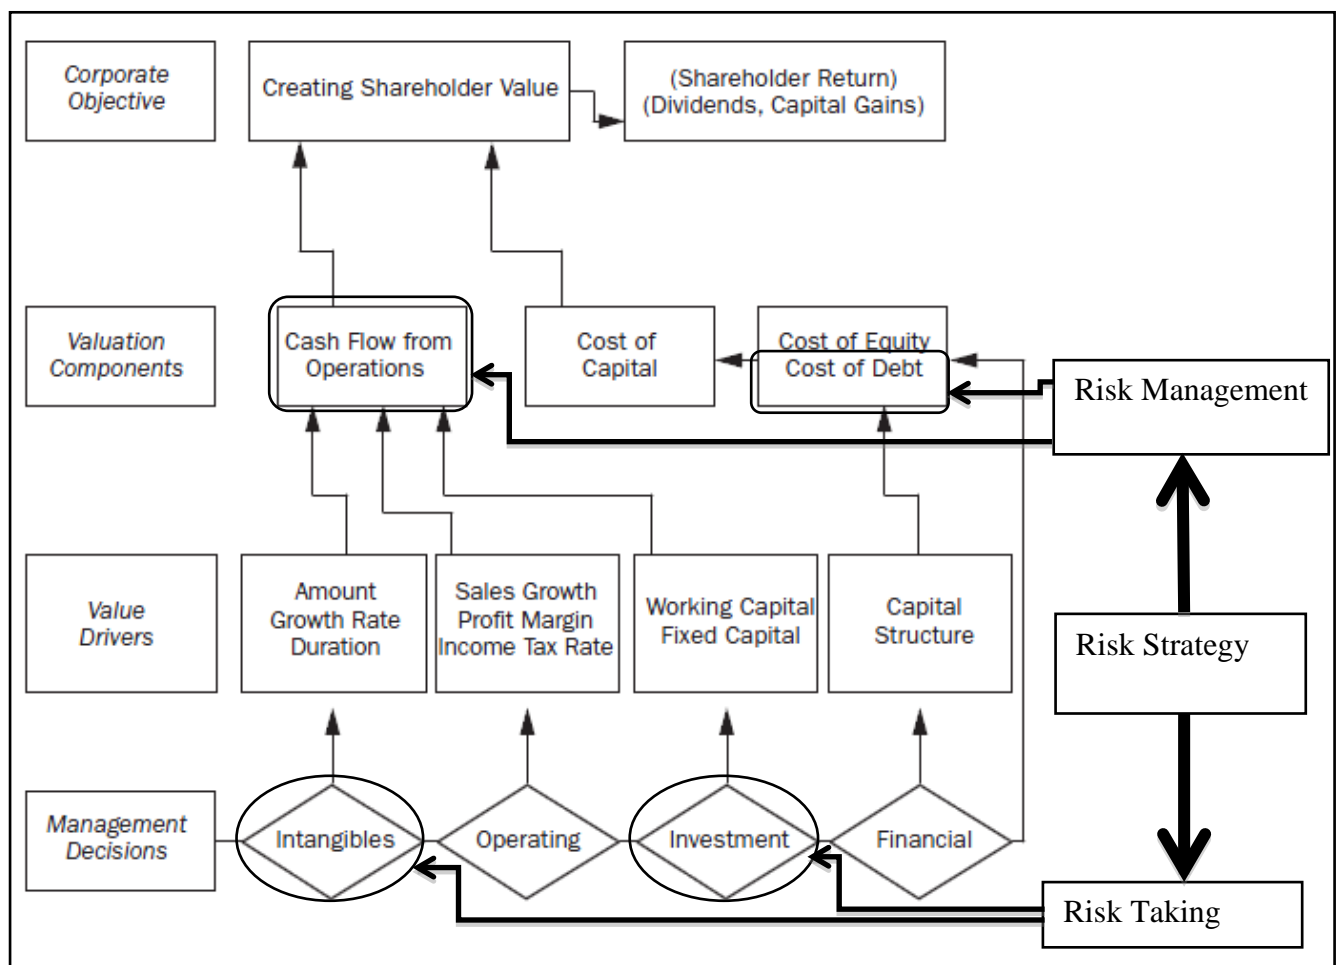 Corporate
Objective
Creating Shareholder Value
(Shareholder Return)
(Dividends, Capital Gains)
Valuation
Components
Cash Flow from
Operations
Cost of
Capital
Cost of Equity
Cost of Debt
Risk Management
Value
Drivers
Amount
Growth Rate
Duration
Sales Growth
Profit Margin
Income Tax Rate
Working Capital
Fixed Capital
Capital
Structure
Risk Strategy
Management
Decisions
Intangibles
Operating
Investment
Financial
Risk Taking